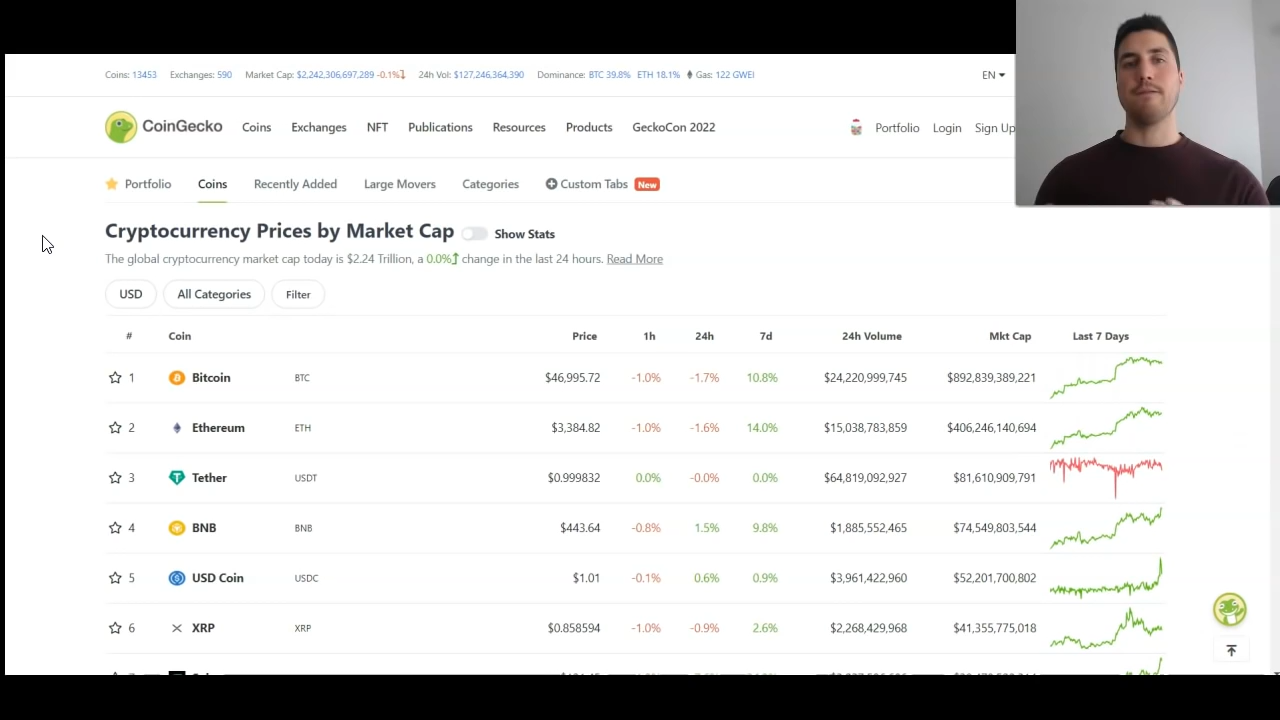 Coins: 13453 Exchanges: 590 Market Cap: $2,242,306,697,289 -0.1% 24h Vol: $127,246,364,390 Dominance: BTC 39.8% ETH 18.1% Gas: 122 GWEI EN
CoinGecko Coins Exchanges NFT Publications Resources Products GeckoCon 2022 Portfolio Login Sign Up
Portfolio Coins Recently Added Large Movers Categories Custom Tabs New
Cryptocurrency Prices by Market Cap Show Stats
The global cryptocurrency market cap today is $2.24 Trillion, a 0.0% change in the last 24 hours. Read More
USD All Categories Filter
# Coin Price 1h 24h 7d 24h Volume Mkt Cap Last 7 Days
1 Bitcoin BTC $46,995.72 -1.0% -1.7% 10.8% $24,220,999,745 $892,839,389,221
2 Ethereum ETH $3,384.82 -1.0% -1.6% 14.0% $15,038,783,859 $406,246,140,694
3 Tether USDT $0.999832 0.0% -0.0% 0.0% $64,819,092,927 $81,610,909,791
4 BNB BNB $443.64 -0.8% 1.5% 9.8% $1,885,552,465 $74,549,803,544
5 USD Coin USDC $1.01 -0.1% 0.6% 0.9% $3,961,422,960 $52,201,700,802
6 XRP XRP $0.858594 -1.0% -0.9% 2.6% $2,268,429,968 $41,355,775,018